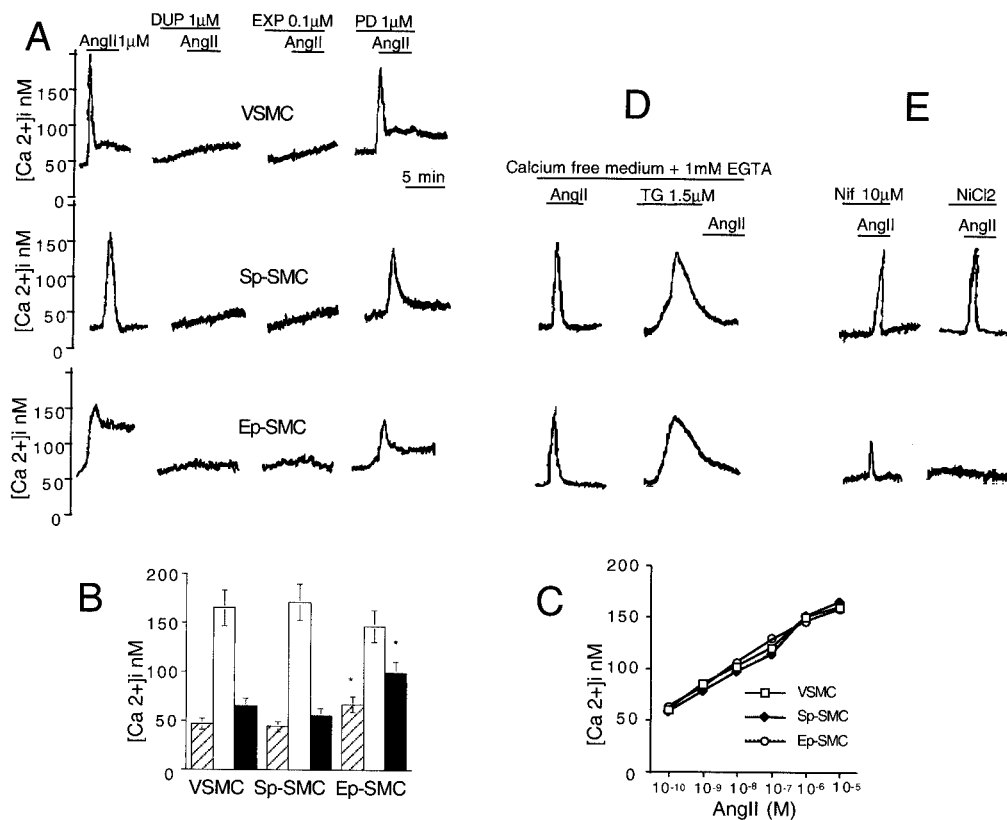 A
AngII 1µM
DUP 1µM
AngII
EXP 0.1µM
AngII
PD 1µM
AngII
[Ca 2+]i nM
150
100
50
0
VSMC
5 min
[Ca 2+]i nM
150
100
50
0
Sp-SMC
[Ca 2+]i nM
150
100
50
0
Ep-SMC
D
Calcium free medium + 1mM EGTA
AngII
TG 1.5µM
AngII
E
Nif 10µM
AngII
NiCl2
AngII
B
[Ca 2+]i nM
200
150
100
50
0
*
*
VSMC
Sp-SMC
Ep-SMC
C
[Ca 2+]i nM
200
150
100
50
0
VSMC
Sp-SMC
Ep-SMC
10-10
10-9
10-8
10-7
10-6
10-5
AngII (M)